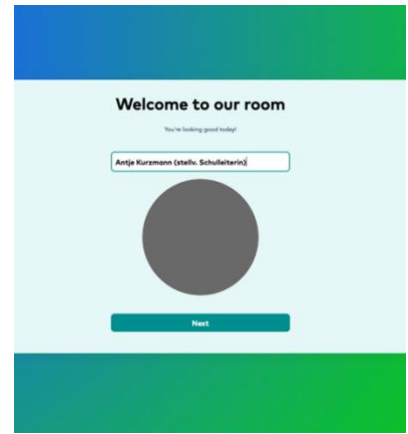 Welcome to our room
You're looking good today!
Antje Kurzmann (stellv. Schulleiterin)
Next